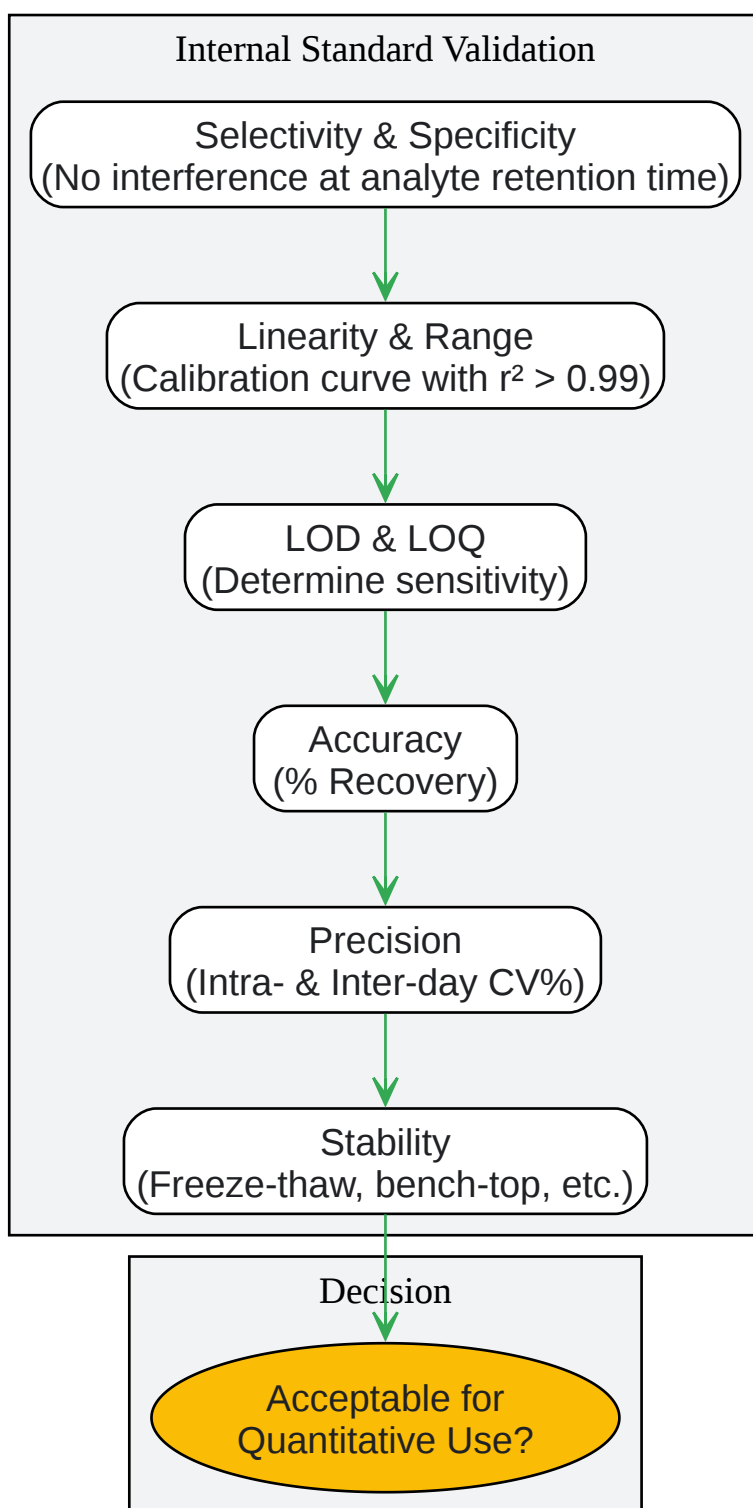 Internal Standard Validation
Selectivity & Specificity
(No interference at analyte retention time)
Linearity & Range
(Calibration curve with r² > 0.99)
LOD & LOQ
(Determine sensitivity)
Accuracy
(% Recovery)
Precision
(Intra- & Inter-day CV%)
Stability
(Freeze-thaw, bench-top, etc.)
Decision
Acceptable for
Quantitative Use?